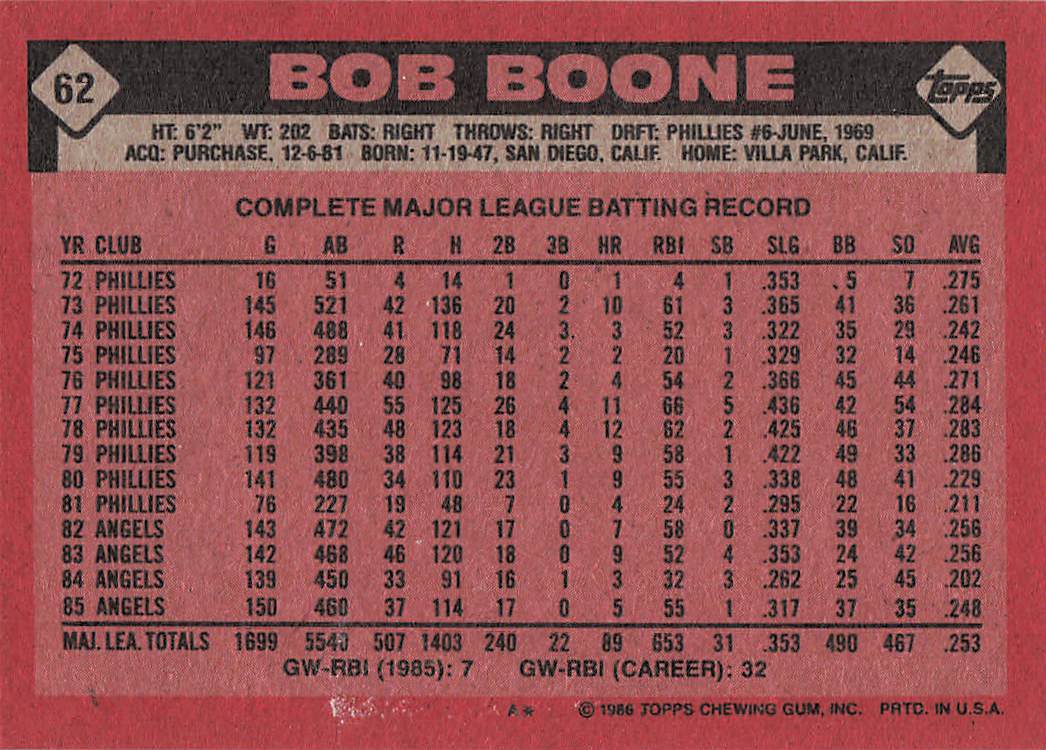 62 BOB BOONE topps
HT: 6'2" WT: 202 BATS: RIGHT THROWS: RIGHT DRFT: PHILLIES #6-JUNE, 1969
ACQ: PURCHASE, 12-6-81 BORN: 11-19-47, SAN DIEGO, CALIF. HOME: VILLA PARK, CALIF.
COMPLETE MAJOR LEAGUE BATTING RECORD
YR CLUB G AB R H 2B 3B HR RBI SB SLG BB SO AVG
72 PHILLIES 16 51 4 14 1 0 1 4 1 .353 5 7 .275
73 PHILLIES 145 521 42 136 20 2 10 61 3 .365 41 36 .261
74 PHILLIES 146 488 41 118 24 3 3 52 3 .322 35 29 .242
75 PHILLIES 97 289 28 71 14 2 2 20 1 .329 32 14 .246
76 PHILLIES 121 361 40 98 18 2 4 54 2 .366 45 44 .271
77 PHILLIES 132 440 55 125 26 4 11 66 5 .436 42 54 .284
78 PHILLIES 132 435 48 123 18 4 12 62 2 .425 46 37 .283
79 PHILLIES 119 398 38 114 21 3 9 58 1 .422 49 33 .286
80 PHILLIES 141 480 34 110 23 1 9 55 3 .338 48 41 .229
81 PHILLIES 76 227 19 48 7 0 4 24 2 .295 22 16 .211
82 ANGELS 143 472 42 121 17 0 7 58 0 .337 39 34 .256
83 ANGELS 142 468 46 120 18 0 9 52 4 .353 24 42 .256
84 ANGELS 139 450 33 91 16 1 3 32 3 .262 25 45 .202
85 ANGELS 150 460 37 114 17 0 5 55 1 .317 37 35 .248
MAJ. LEA. TOTALS 1699 5540 507 1403 240 22 89 653 31 .353 490 467 .253
GW-RBI (1985): 7 GW-RBI (CAREER): 32
A* © 1986 TOPPS CHEWING GUM, INC. PRTD. IN U.S.A.